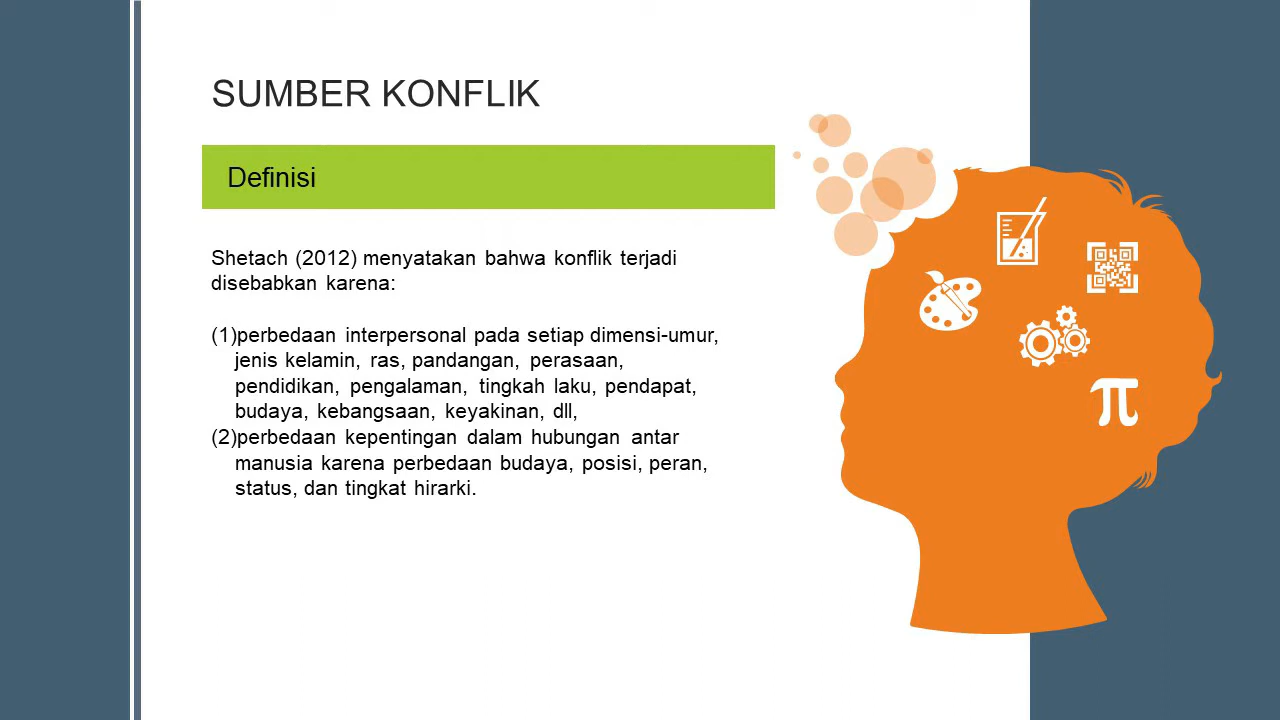 SUMBER KONFLIK
Definisi
Shetach (2012) menyatakan bahwa konflik terjadi
disebabkan karena:
(1)perbedaan interpersonal pada setiap dimensi-umur,
jenis kelamin, ras, pandangan, perasaan,
pendidikan, pengalaman, tingkah laku, pendapat,
budaya, kebangsaan, keyakinan, dll,
(2)perbedaan kepentingan dalam hubungan antar
manusia karena perbedaan budaya, posisi, peran,
status, dan tingkat hirarki.
π